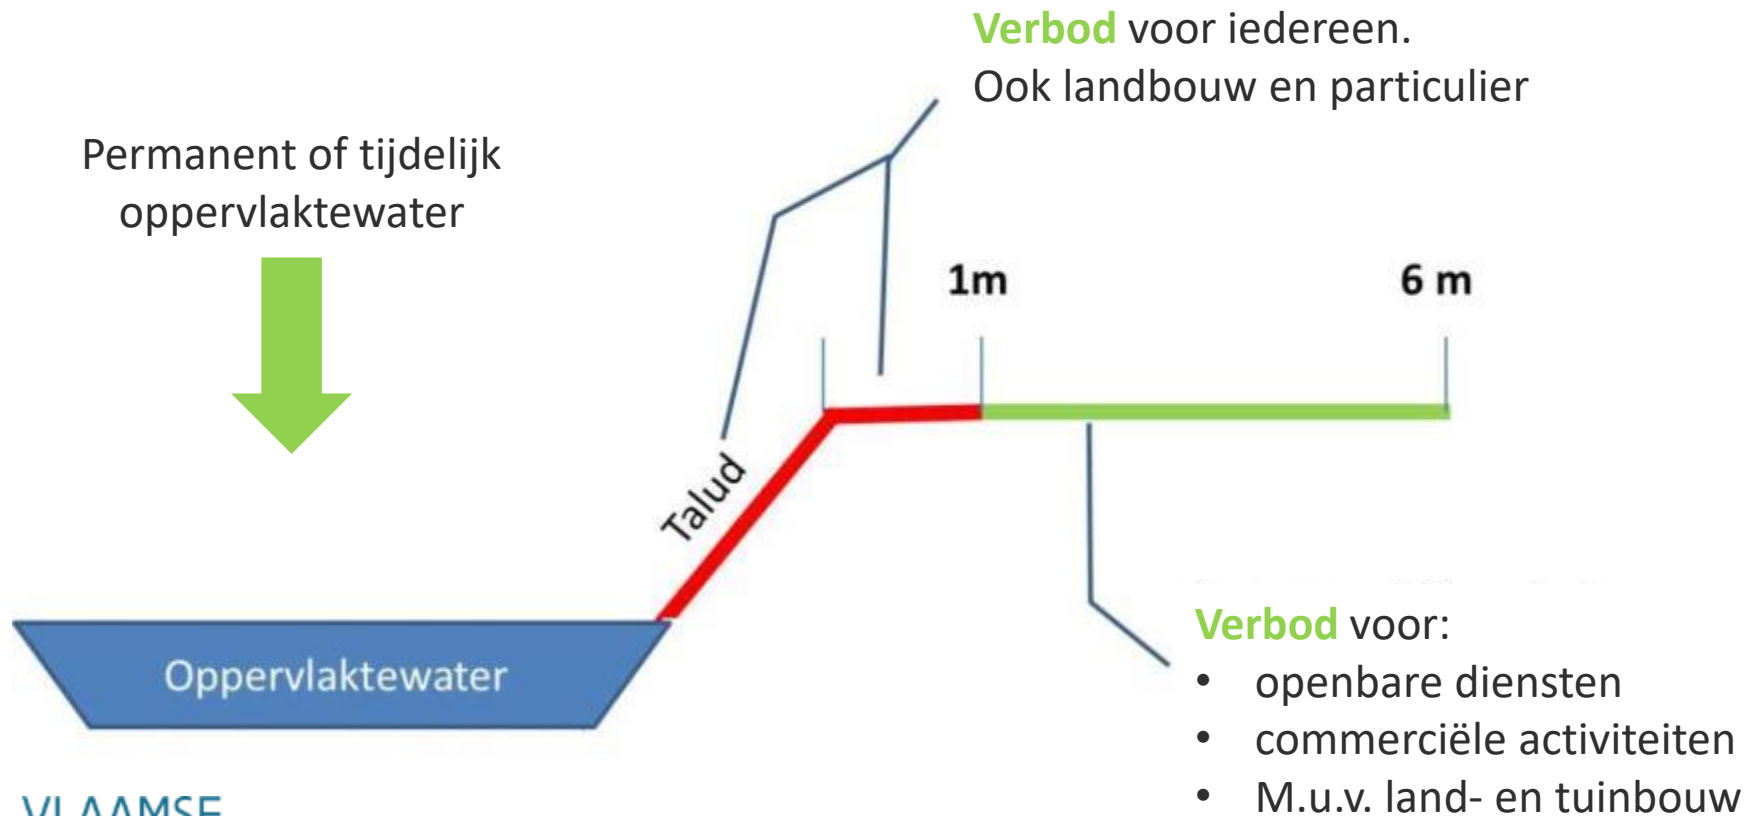 Verbod voor iedereen.
Ook landbouw en particulier
Permanent of tijdelijk
oppervlaktewater
1m
6 m
Talud
Oppervlaktewater
Verbod voor:
• openbare diensten
• commerciële activiteiten
• M.u.v. land- en tuinbouw
VLAAMSE